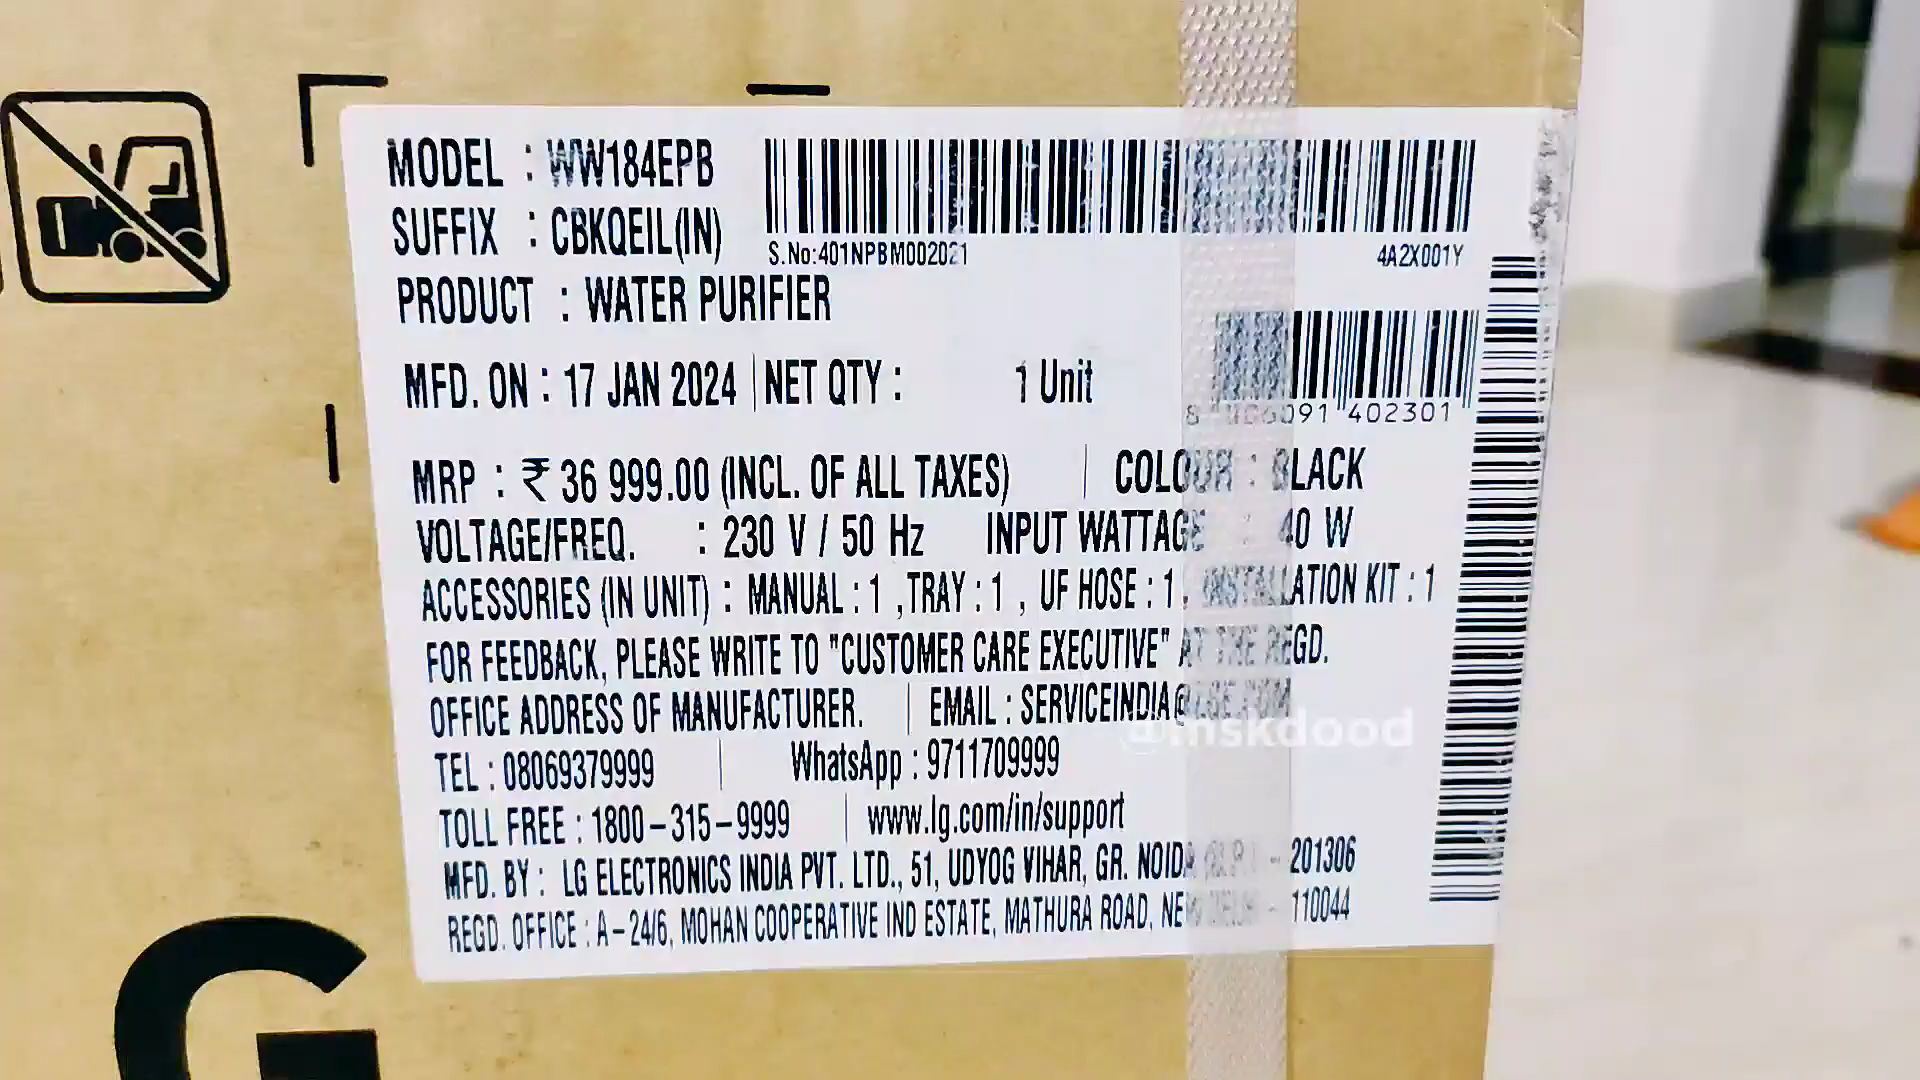 MODEL : WW184EPB
SUFFIX : CBKQEIL(IN)
S.No:401NPBM002021 4A2X001Y
PRODUCT : WATER PURIFIER
MFD. ON : 17 JAN 2024 NET QTY : 1 Unit
8 091 402301
MRP : ₹ 36 999.00 (INCL. OF ALL TAXES) COLOUR : BLACK
VOLTAGE/FREQ. : 230 V / 50 Hz INPUT WATTAGE : 40 W
ACCESSORIES (IN UNIT) : MANUAL : 1 , TRAY : 1 , UF HOSE : 1, INSTALLATION KIT : 1
FOR FEEDBACK, PLEASE WRITE TO "CUSTOMER CARE EXECUTIVE" AT THE REGD.
OFFICE ADDRESS OF MANUFACTURER. EMAIL : SERVICEINDIA@LGE.COM
TEL : 08069379999 WhatsApp : 9711709999
TOLL FREE : 1800-315-9999 www.lg.com/in/support
MFD. BY : LG ELECTRONICS INDIA PVT. LTD., 51, UDYOG VIHAR, GR. NOIDA - 201306
REGD. OFFICE : A-24/6, MOHAN COOPERATIVE IND ESTATE, MATHURA ROAD, NEW DELHI - 110044
G